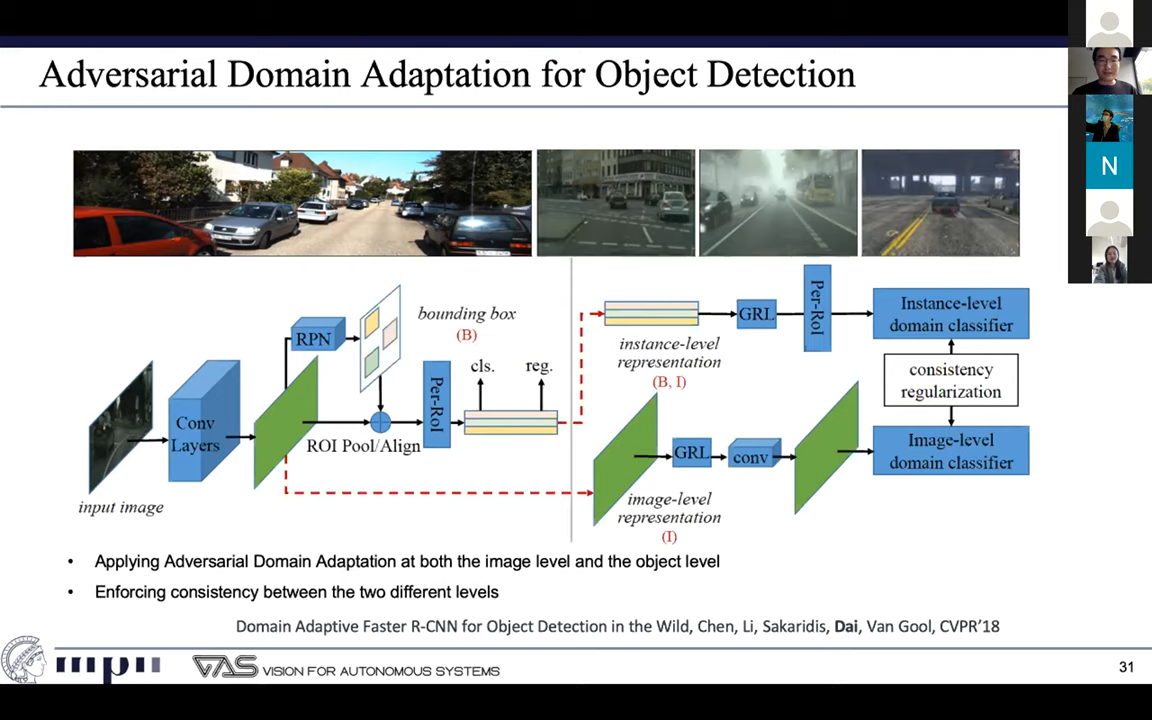 Adversarial Domain Adaptation for Object Detection
N
bounding box
(B)
RPN
cls.
reg.
Per-RoI
Conv
Layers
ROI Pool/Align
input image
GRL
Per-RoI
Instance-level
domain classifier
instance-level
representation
(B, I)
consistency
regularization
GRL
conv
Image-level
domain classifier
image-level
representation
(I)
• Applying Adversarial Domain Adaptation at both the image level and the object level
• Enforcing consistency between the two different levels
Domain Adaptive Faster R-CNN for Object Detection in the Wild, Chen, Li, Sakaridis, Dai, Van Gool, CVPR’18
mpii
VAS VISION FOR AUTONOMOUS SYSTEMS
31